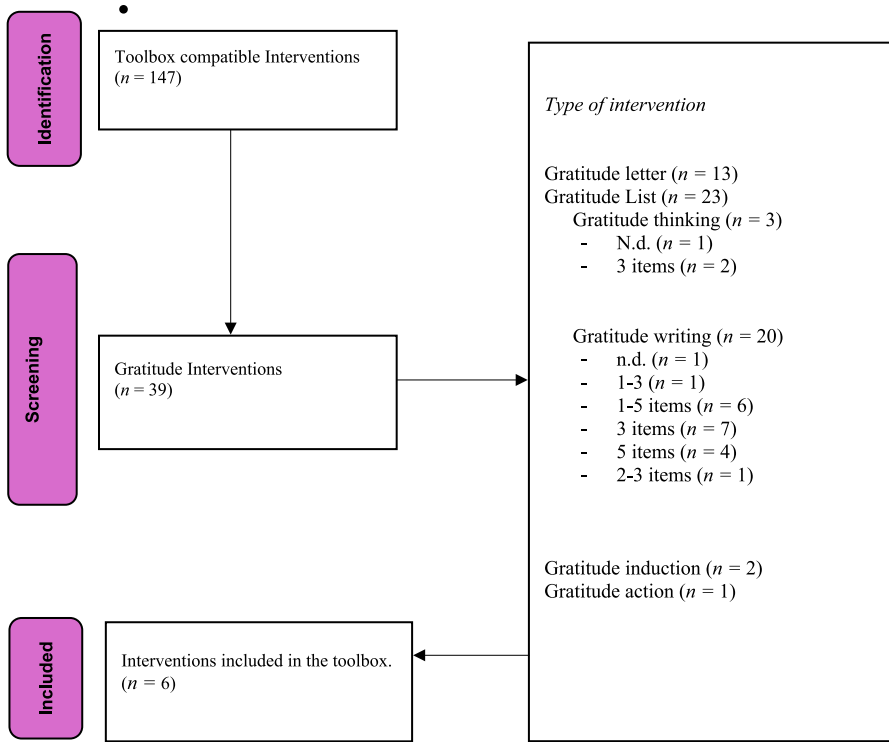 Identification
Toolbox compatible Interventions
(n = 147)
Screening
Gratitude Interventions
(n = 39)
Type of intervention
Gratitude letter (n = 13)
Gratitude List (n = 23)
Gratitude thinking (n = 3)
- N.d. (n = 1)
- 3 items (n = 2)
Gratitude writing (n = 20)
- n.d. (n = 1)
- 1-3 (n = 1)
- 1-5 items (n = 6)
- 3 items (n = 7)
- 5 items (n = 4)
- 2-3 items (n = 1)
Gratitude induction (n = 2)
Gratitude action (n = 1)
Included
Interventions included in the toolbox.
(n = 6)